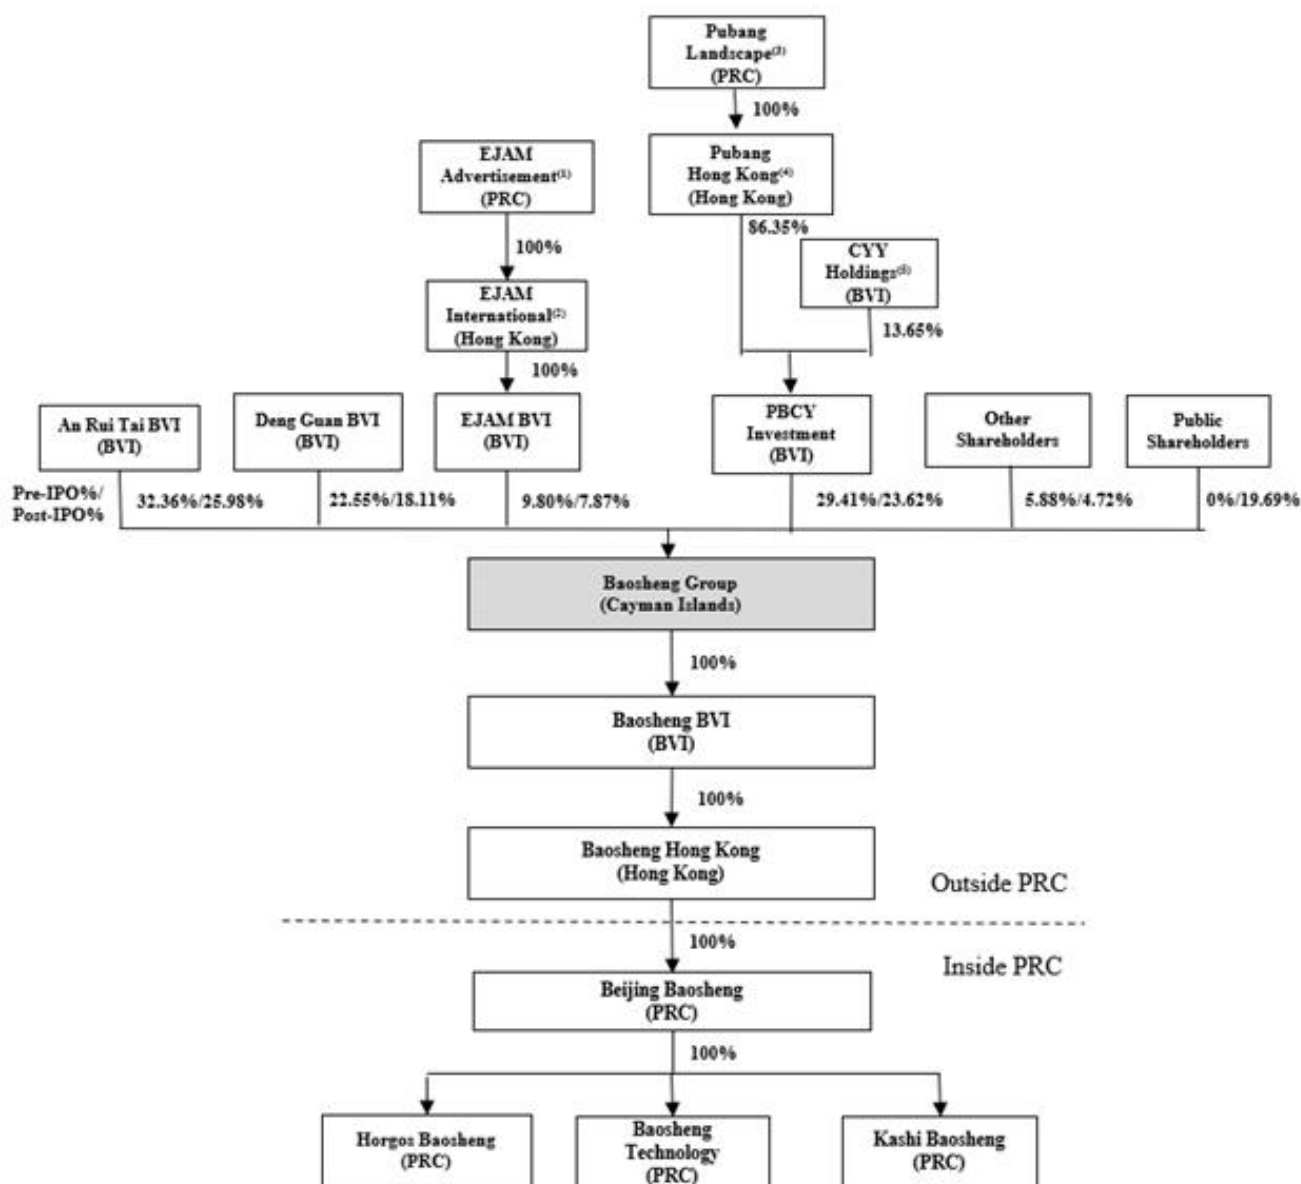 Pubang
Landscape(3)
(PRC)
100%
EJAM
Advertisement(1)
(PRC)
Pubang
Hong Kong(4)
(Hong Kong)
86.35%
100%
CYY
Holdings(5)
(BVI)
EJAM
International(2)
(Hong Kong)
13.65%
100%
An Rui Tai BVI
(BVI)
Deng Guan BVI
(BVI)
EJAM BVI
(BVI)
PBCY
Investment
(BVI)
Other
Shareholders
Public
Shareholders
Pre-IPO%/
Post-IPO%
32.36%/25.98%
22.55%/18.11%
9.80%/7.87%
29.41%/23.62%
5.88%/4.72%
0%/19.69%
Baosheng Group
(Cayman Islands)
100%
Baosheng BVI
(BVI)
100%
Baosheng Hong Kong
(Hong Kong)
Outside PRC
100%
Inside PRC
Beijing Baosheng
(PRC)
100%
Horgos Baosheng
(PRC)
Baosheng
Technology
(PRC)
Kashi Baosheng
(PRC)